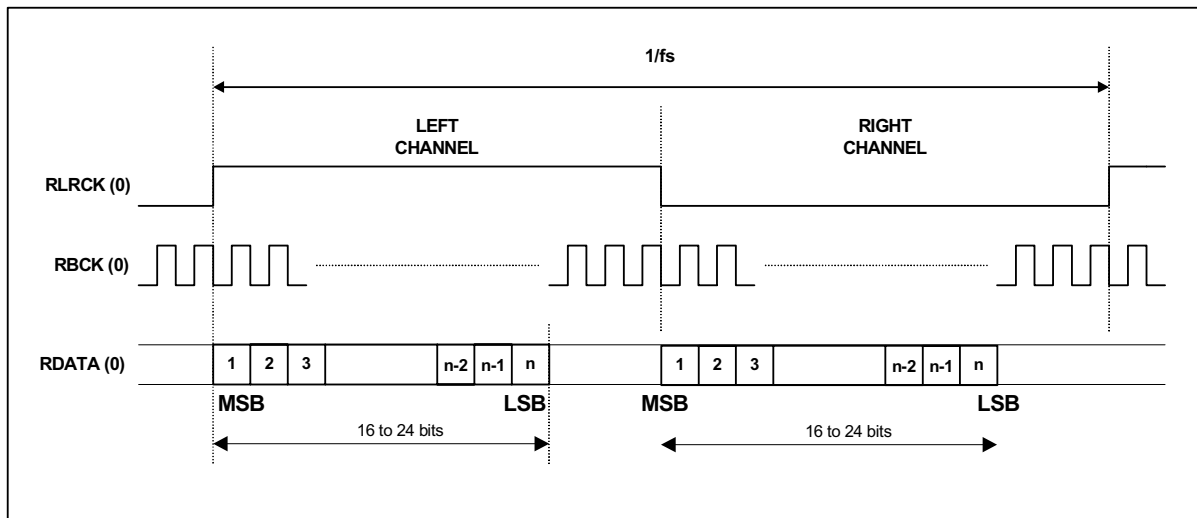 1/fs
LEFT
CHANNEL
RIGHT
CHANNEL
RLRCK (0)
RBCK (0)
RDATA (0)
1 2 3 n-2 n-1 n 1 2 3 n-2 n-1 n
MSB LSB MSB LSB
16 to 24 bits 16 to 24 bits